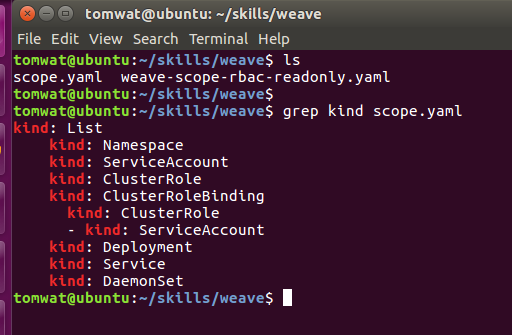 tomwat@ubuntu: ~/skills/weave
File Edit View Search Terminal Help
tomwat@ubuntu:~/skills/weave$ ls
scope.yaml  weave-scope-rbac-readonly.yaml
tomwat@ubuntu:~/skills/weave$
tomwat@ubuntu:~/skills/weave$ grep kind scope.yaml
kind: List
    kind: Namespace
    kind: ServiceAccount
    kind: ClusterRole
    kind: ClusterRoleBinding
      kind: ClusterRole
      - kind: ServiceAccount
    kind: Deployment
    kind: Service
    kind: DaemonSet
tomwat@ubuntu:~/skills/weave$